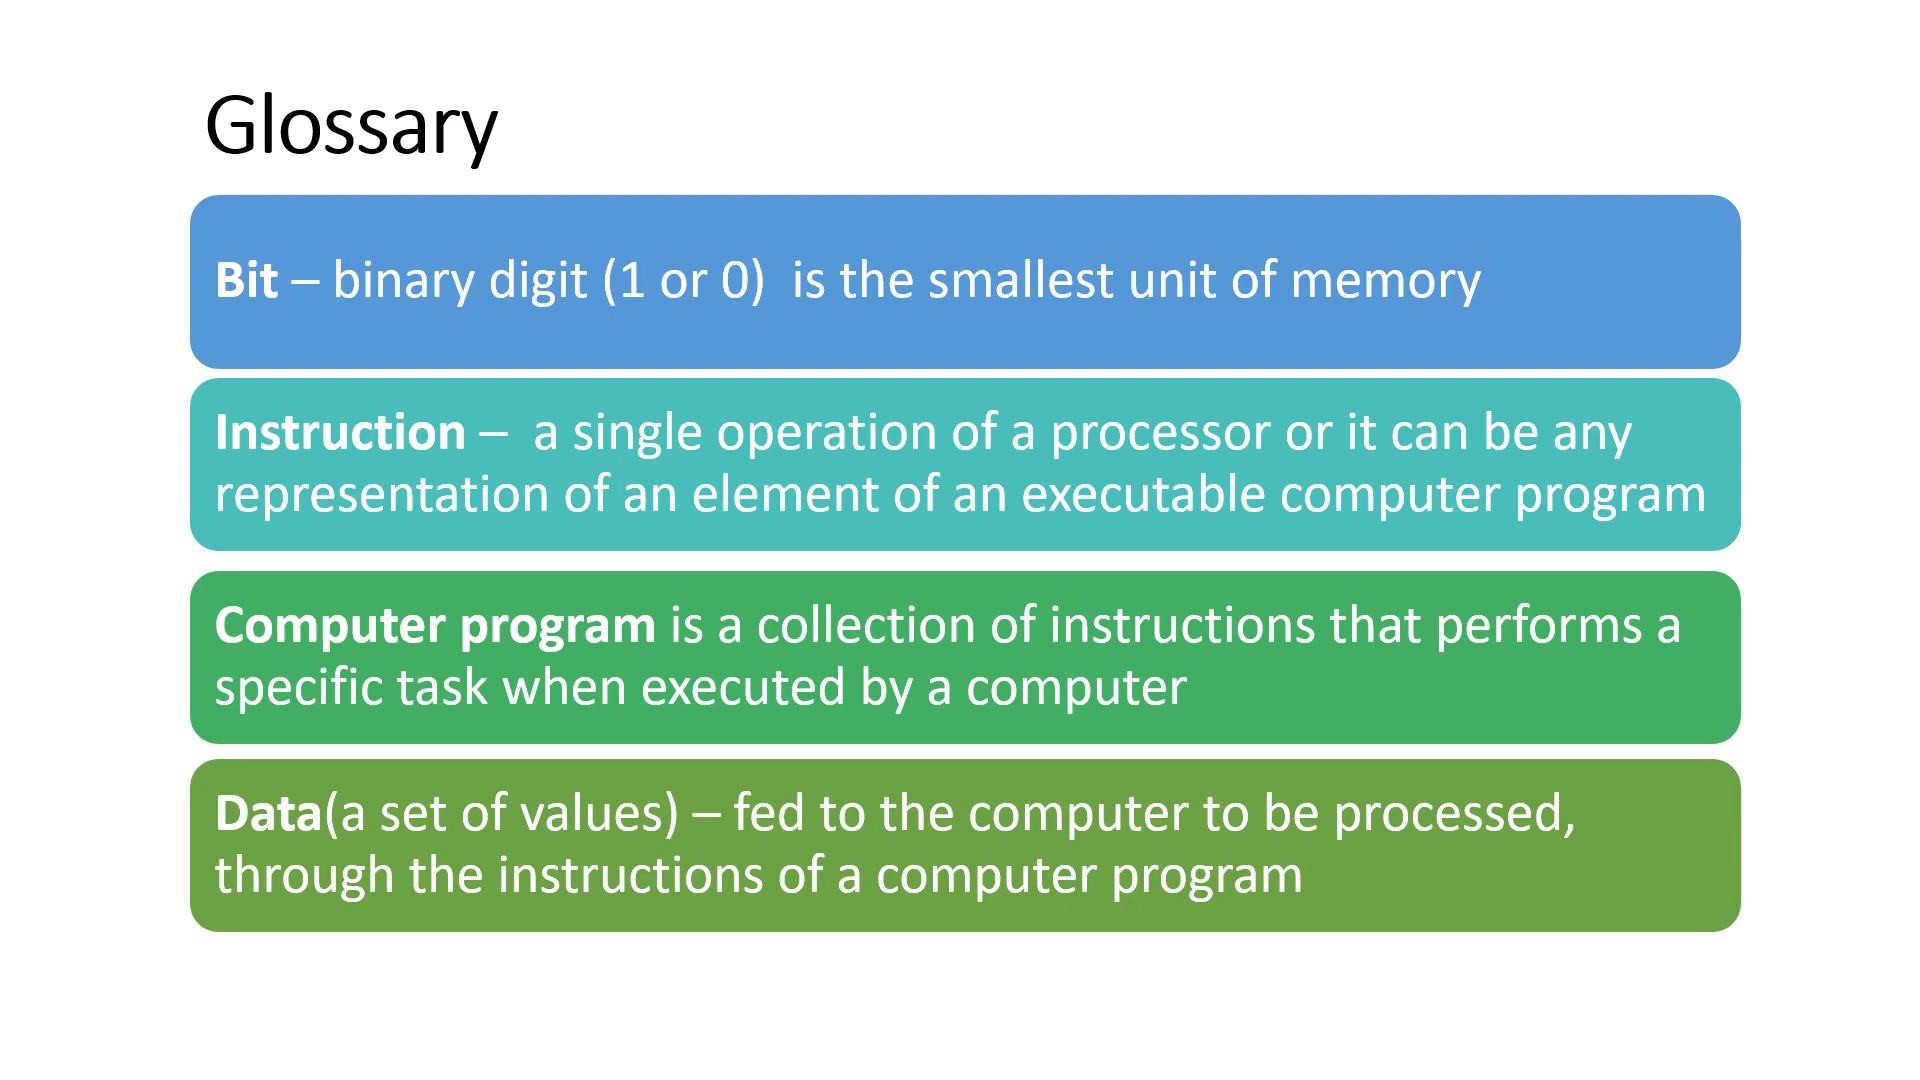 Glossary
Bit – binary digit (1 or 0)  is the smallest unit of memory
Instruction –  a single operation of a processor or it can be any
representation of an element of an executable computer program
Computer program is a collection of instructions that performs a
specific task when executed by a computer
Data(a set of values) – fed to the computer to be processed,
through the instructions of a computer program